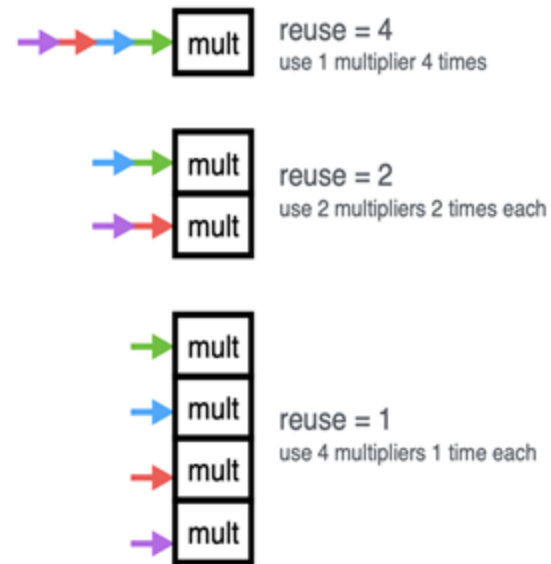 mult
reuse = 4
use 1 multiplier 4 times
mult
mult
reuse = 2
use 2 multipliers 2 times each
mult
mult
mult
mult
reuse = 1
use 4 multipliers 1 time each